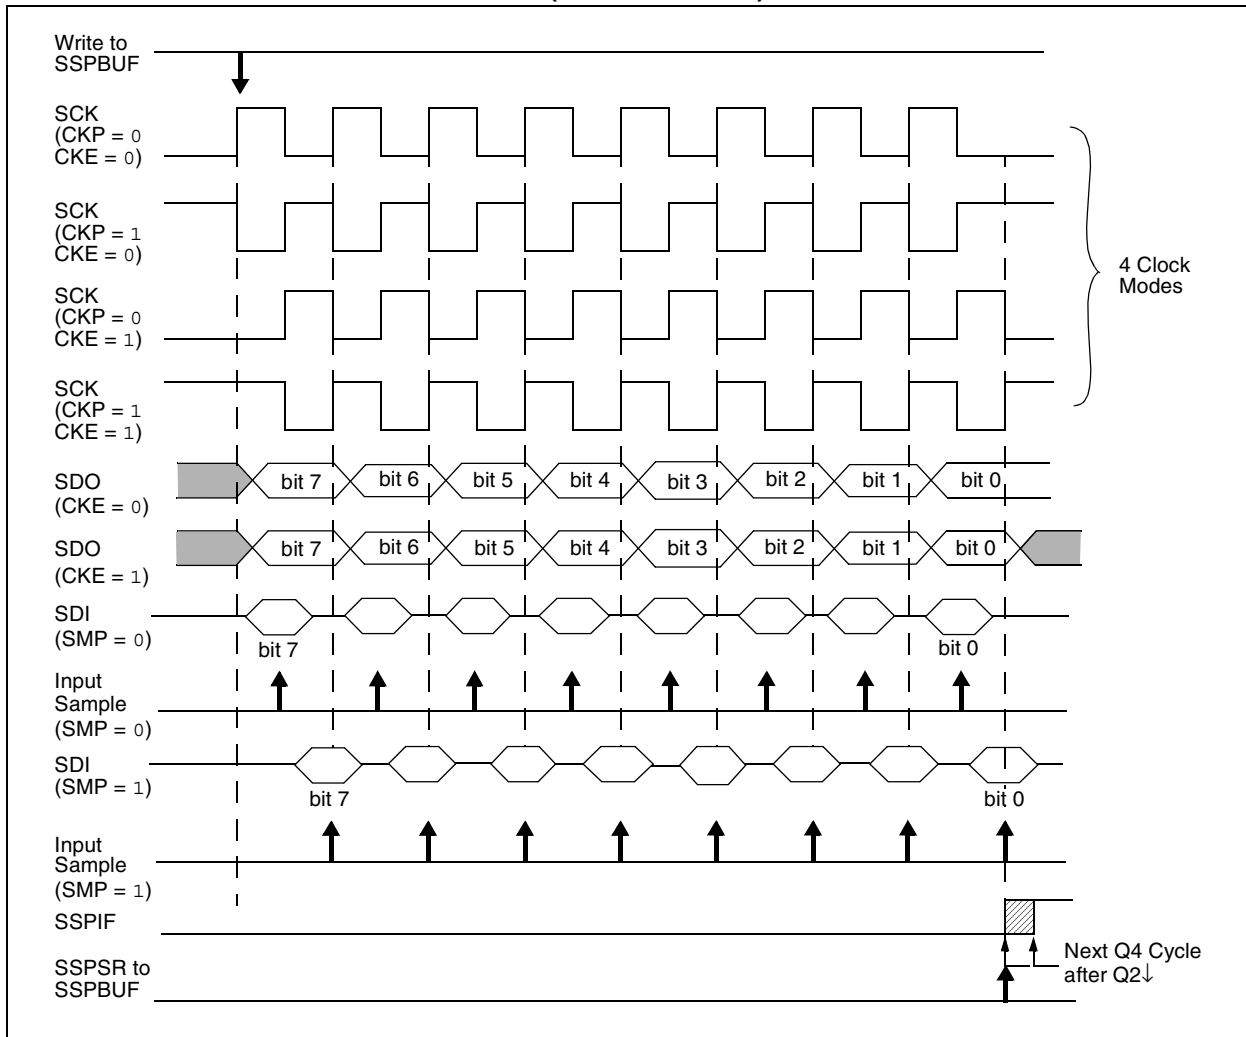 Write to
SSPBUF
SCK
(CKP = 0
CKE = 0)
SCK
(CKP = 1
CKE = 0)
SCK
(CKP = 0
CKE = 1)
SCK
(CKP = 1
CKE = 1)
4 Clock
Modes
SDO
(CKE = 0)
bit 7 bit 6 bit 5 bit 4 bit 3 bit 2 bit 1 bit 0
SDO
(CKE = 1)
bit 7 bit 6 bit 5 bit 4 bit 3 bit 2 bit 1 bit 0
SDI
(SMP = 0)
bit 7 bit 0
Input
Sample
(SMP = 0)
SDI
(SMP = 1)
bit 7 bit 0
Input
Sample
(SMP = 1)
SSPIF
Next Q4 Cycle
after Q2↓
SSPSR to
SSPBUF